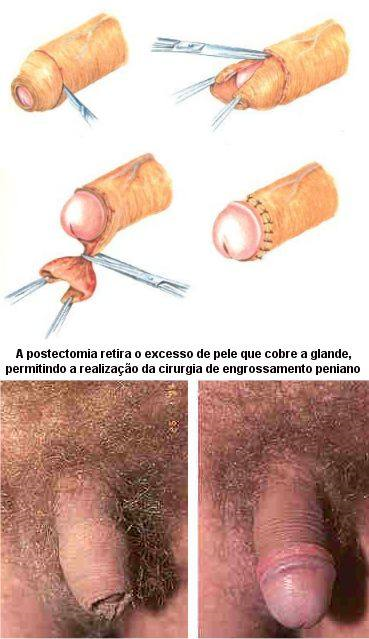 A postectomia retira o excesso de pele que cobre a glande,
permitindo a realização da cirurgia de engrossamento peniano